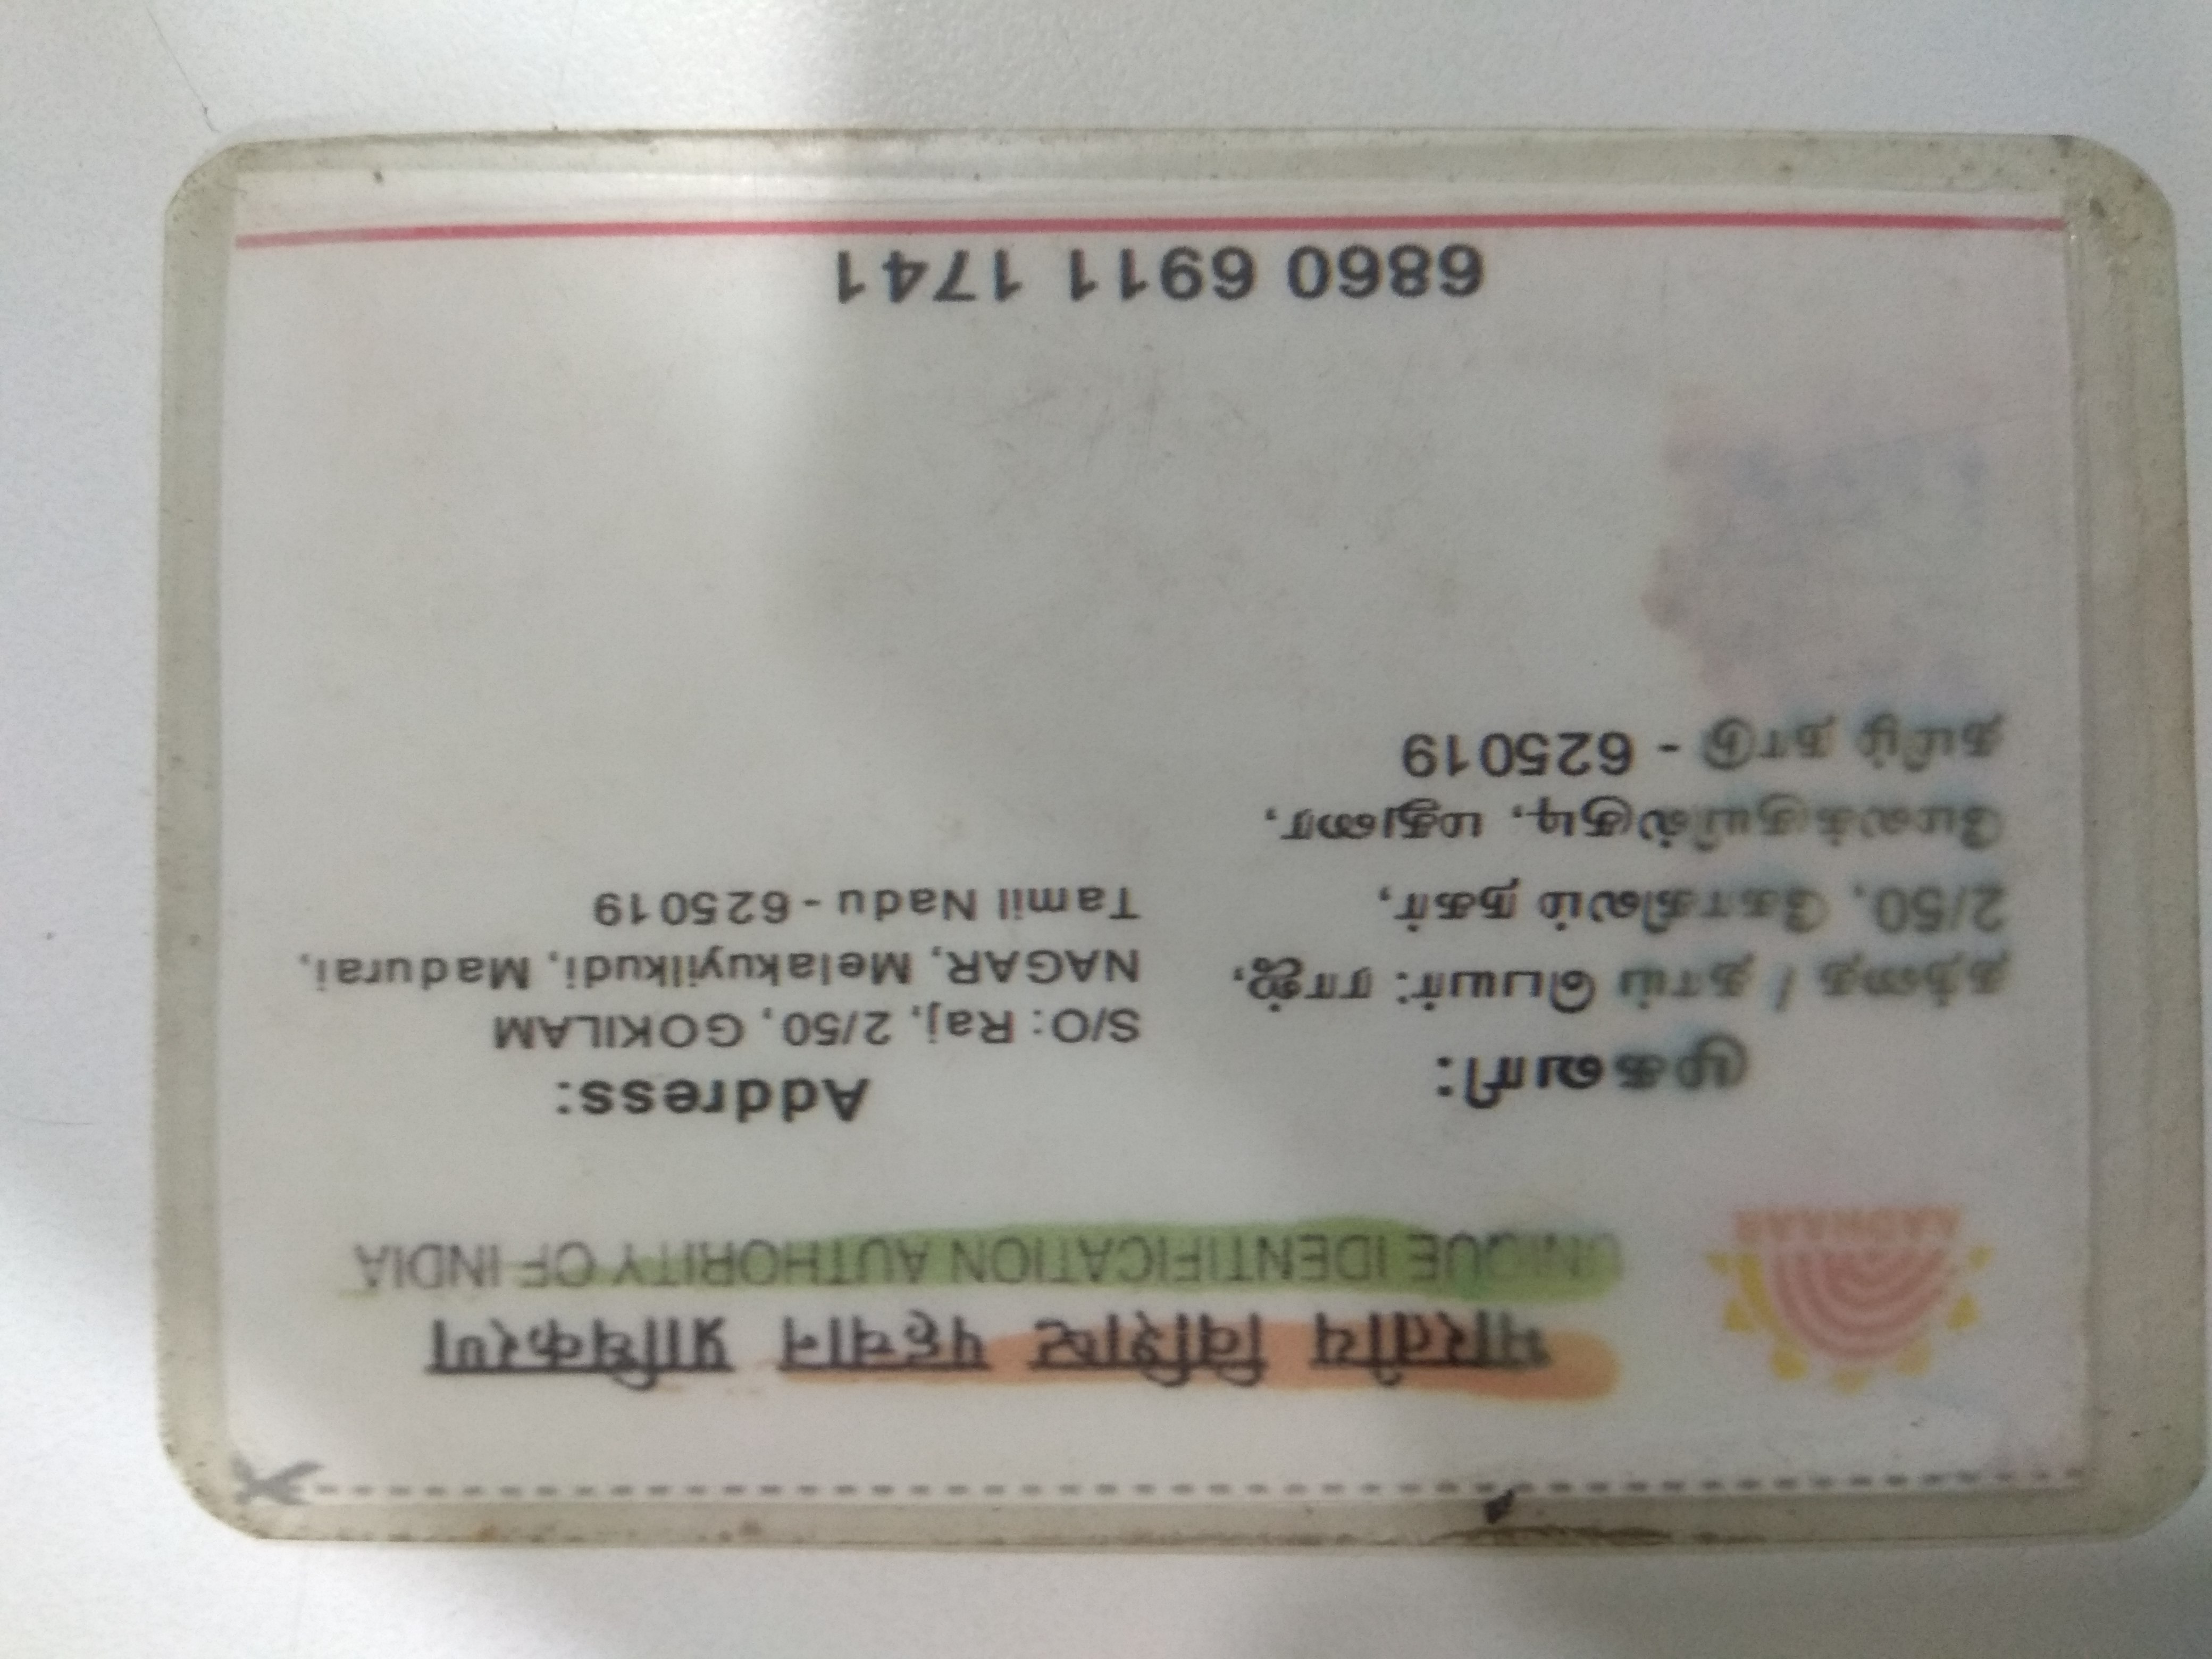 भारतीय विशिष्ट पहचान प्राधिकरण
UNIQUE IDENTIFICATION AUTHORITY OF INDIA
AADHAAR
முகவரி:
தந்தை / தாய் பெயர்: ராஜ்,
2/50, கோகிலம் நகர்,
மேலக்குயில்குடி, மதுரை,
தமிழ் நாடு - 625019
Address:
S/O: Raj, 2/50, GOKILAM
NAGAR, Melakuyilkudi, Madurai,
Tamil Nadu - 625019
6860 6911 1741